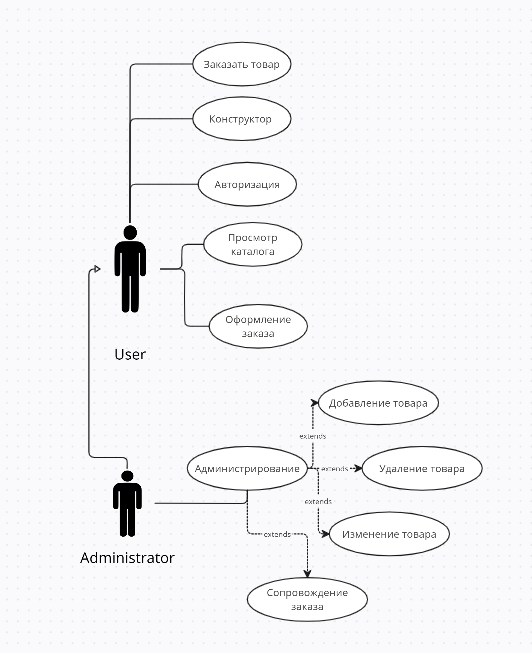 Заказать товар
Конструктор
Авторизация
Просмотр
каталога
Оформление
заказа
User
Добавление товара
extends
Администрирование
extends
Удаление товара
extends
Изменение товара
extends
Administrator
Сопровождение
заказа